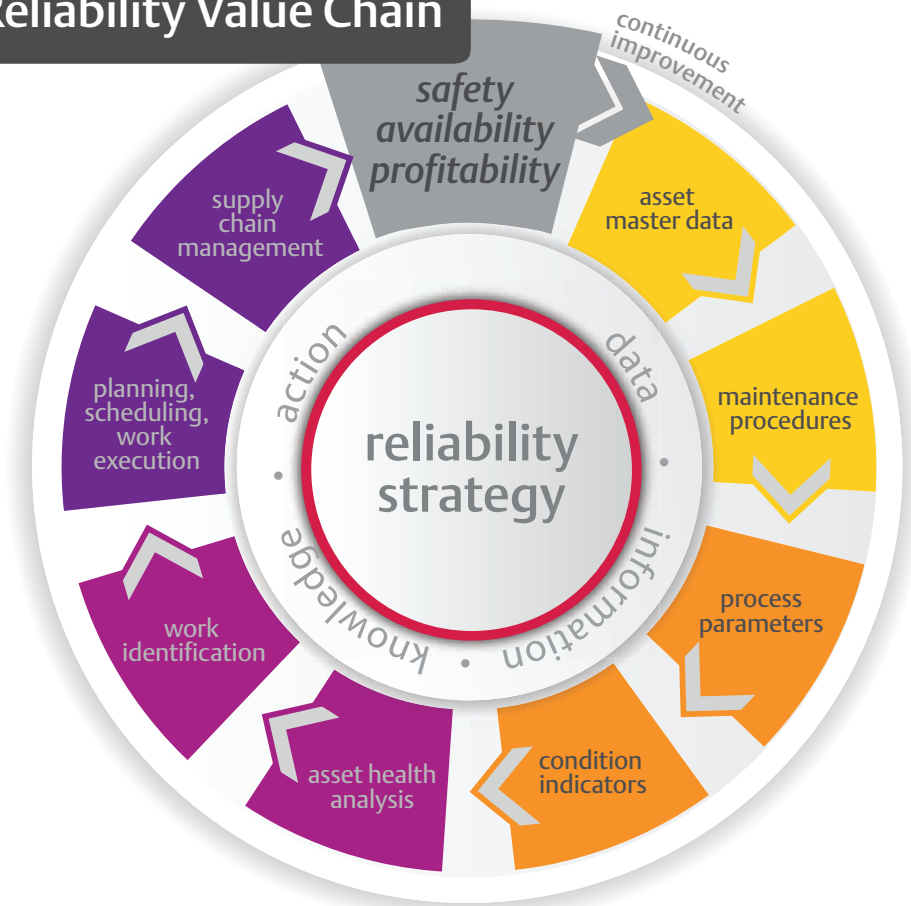 Reliability Value Chain
continuous
improvement
safety
availability
profitability
asset
master data
maintenance
procedures
process
parameters
condition
indicators
asset health
analysis
work
identification
planning,
scheduling,
work
execution
supply
chain
management
data • information • knowledge • action
reliability
strategy